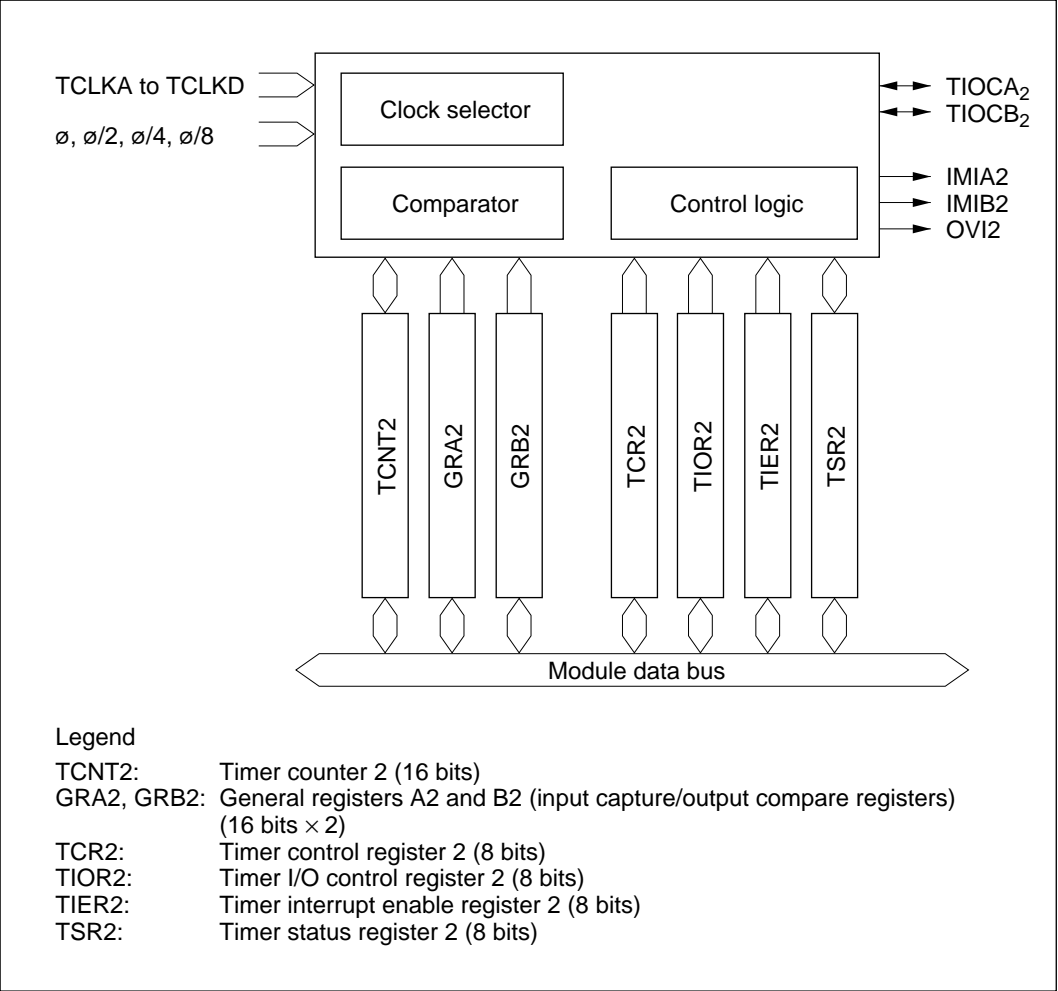 TCLKA to TCLKD
ø, ø/2, ø/4, ø/8
Clock selector
Comparator
Control logic
TIOCA2
TIOCB2
IMIA2
IMIB2
OVI2
TCNT2
GRA2
GRB2
TCR2
TIOR2
TIER2
TSR2
Module data bus
Legend
TCNT2: Timer counter 2 (16 bits)
GRA2, GRB2: General registers A2 and B2 (input capture/output compare registers)
(16 bits × 2)
TCR2: Timer control register 2 (8 bits)
TIOR2: Timer I/O control register 2 (8 bits)
TIER2: Timer interrupt enable register 2 (8 bits)
TSR2: Timer status register 2 (8 bits)